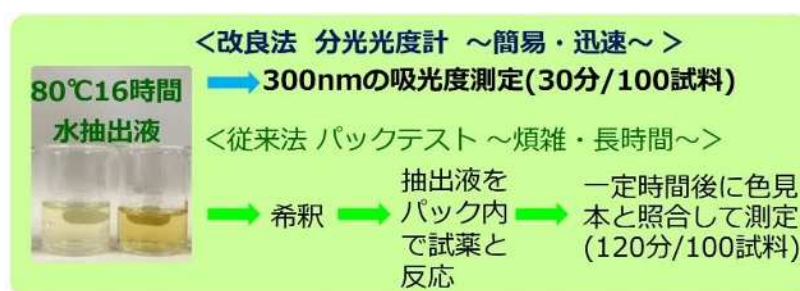 <改良法 分光光度計 ~簡易・迅速~ >
80℃16時間
水抽出液
300nmの吸光度測定(30分/100試料)
<従来法 パックテスト ~煩雑・長時間~>
希釈
抽出液を
パック内
で試薬と
反応
一定時間後に色見
本と照合して測定
(120分/100試料)